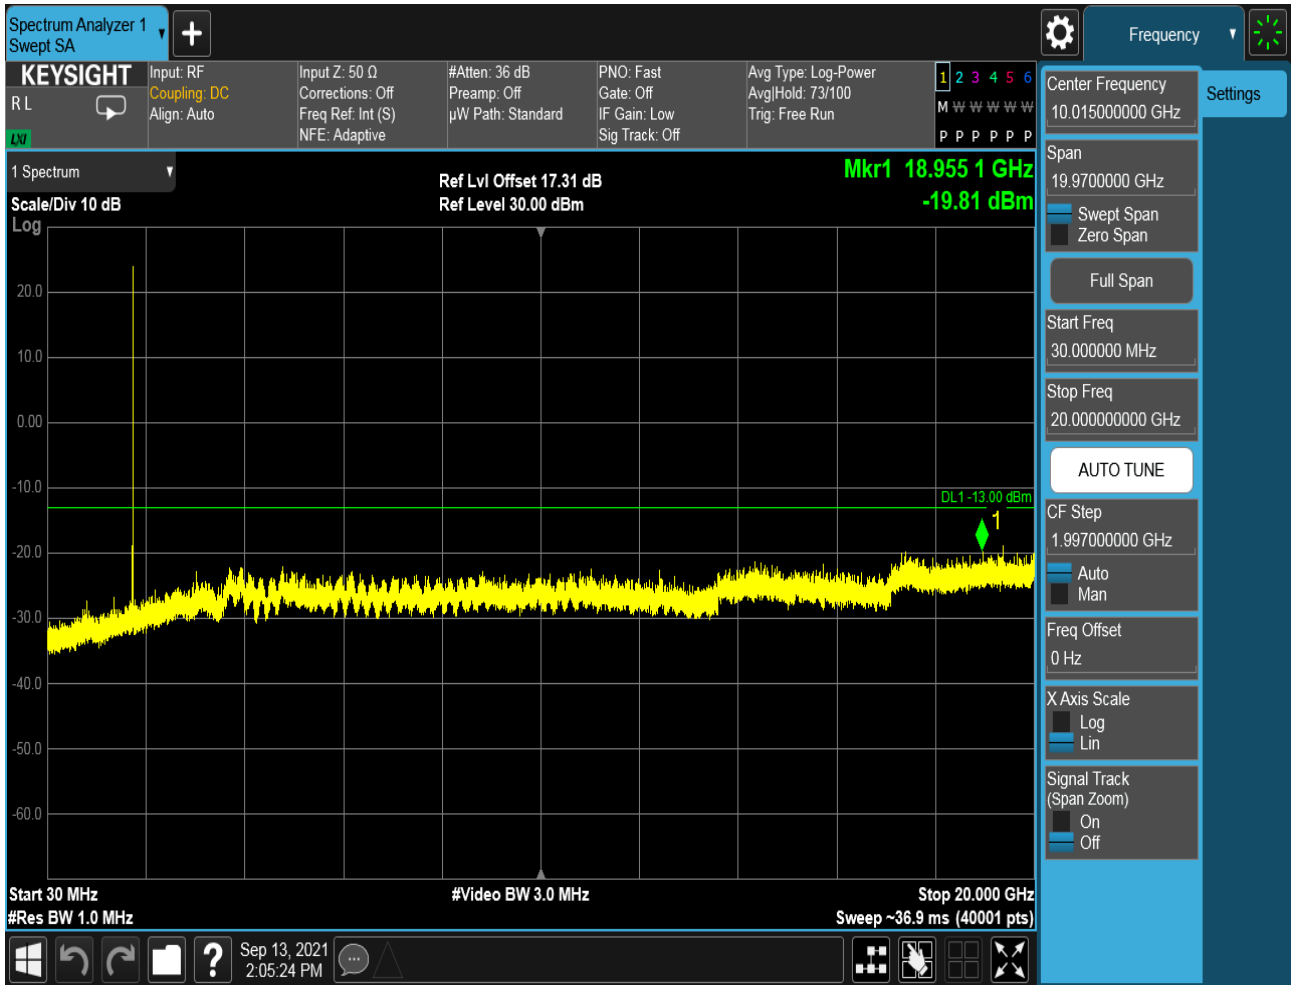 Spectrum Analyzer 1
Swept SA
Frequency
KEYSIGHT
R L
LXI
Input: RF
Coupling: DC
Align: Auto
Input Z: 50 Ω
Corrections: Off
Freq Ref: Int (S)
NFE: Adaptive
#Atten: 36 dB
Preamp: Off
µW Path: Standard
PNO: Fast
Gate: Off
IF Gain: Low
Sig Track: Off
Avg Type: Log-Power
Avg|Hold: 73/100
Trig: Free Run
1 2 3 4 5 6
M W W W W W
P P P P P P
1 Spectrum
Scale/Div 10 dB
Log
Ref Lvl Offset 17.31 dB
Ref Level 30.00 dBm
Mkr1 18.955 1 GHz
-19.81 dBm
20.0
10.0
0.00
-10.0
-20.0
-30.0
-40.0
-50.0
-60.0
DL1 -13.00 dBm
1
Start 30 MHz
#Res BW 1.0 MHz
#Video BW 3.0 MHz
Stop 20.000 GHz
Sweep ~36.9 ms (40001 pts)
Center Frequency
10.015000000 GHz
Span
19.9700000 GHz
Swept Span
Zero Span
Full Span
Start Freq
30.000000 MHz
Stop Freq
20.000000000 GHz
AUTO TUNE
CF Step
1.997000000 GHz
Auto
Man
Freq Offset
0 Hz
X Axis Scale
Log
Lin
Signal Track
(Span Zoom)
On
Off
Settings
?
Sep 13, 2021
2:05:24 PM